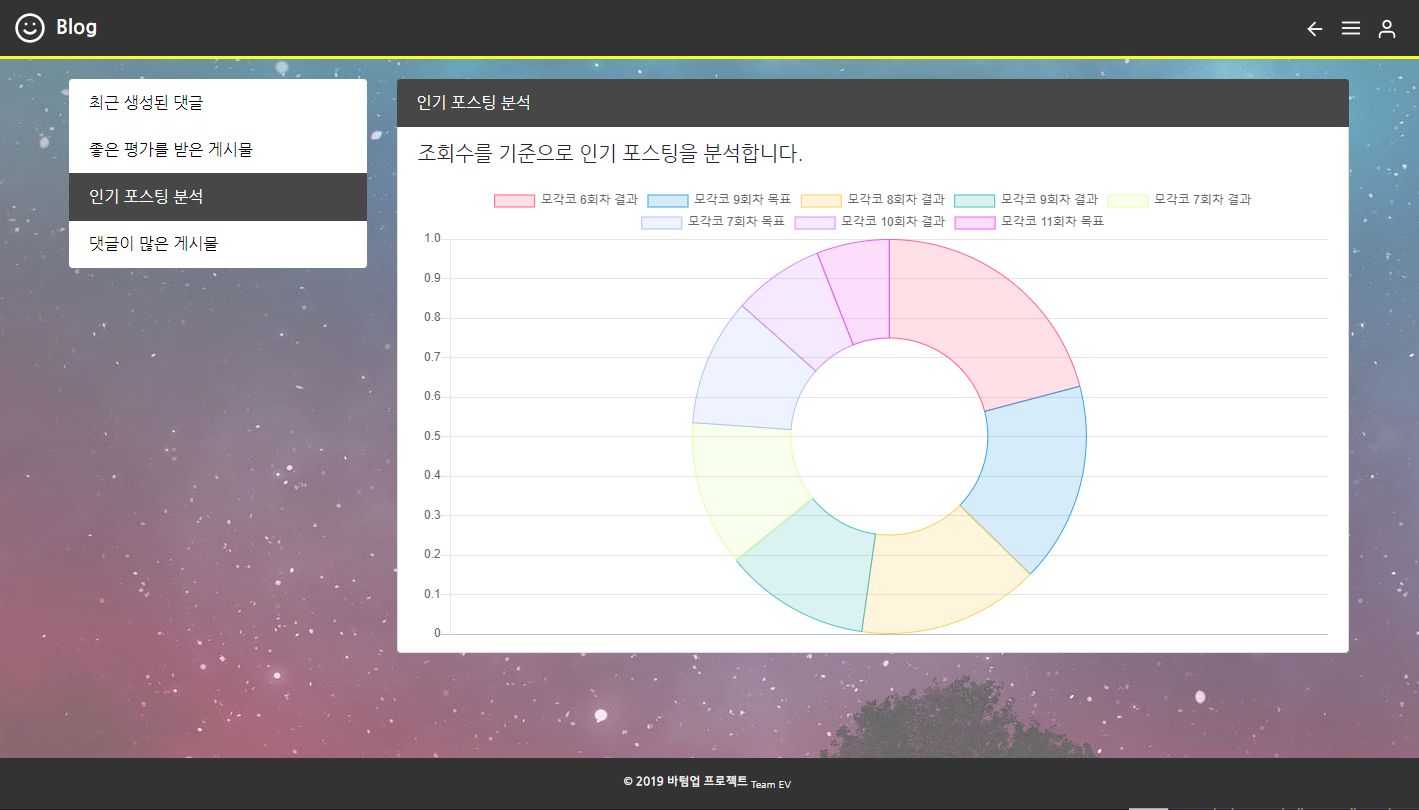 Blog
최근 생성된 댓글
좋은 평가를 받은 게시물
인기 포스팅 분석
댓글이 많은 게시물
인기 포스팅 분석
조회수를 기준으로 인기 포스팅을 분석합니다.
모각코 6회차 결과 모각코 9회차 목표 모각코 8회차 결과 모각코 9회차 결과 모각코 7회차 결과
모각코 7회차 목표 모각코 10회차 결과 모각코 11회차 목표
1.0
0.9
0.8
0.7
0.6
0.5
0.4
0.3
0.2
0.1
0
© 2019 바텀업 프로젝트 Team EV